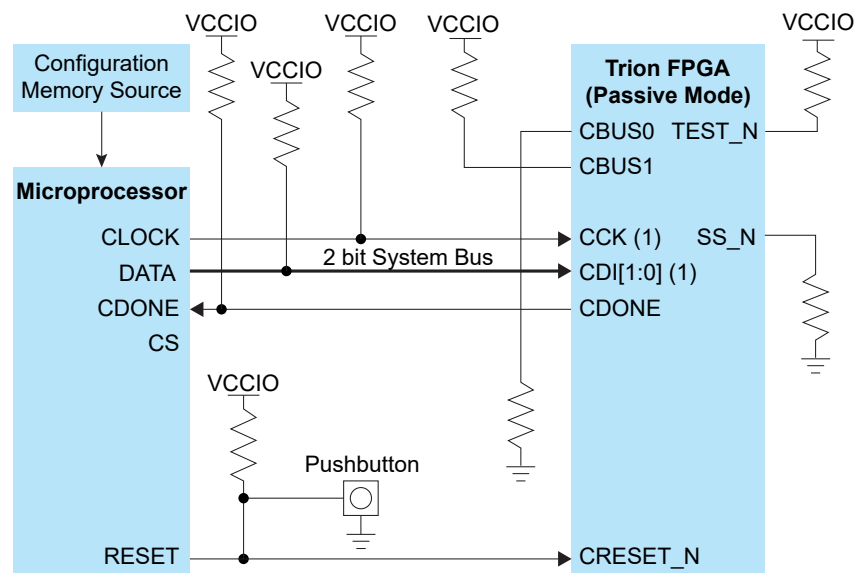 VCCIO
VCCIO
VCCIO
VCCIO
VCCIO
Configuration
Memory Source
Trion FPGA
(Passive Mode)
CBUS0
TEST_N
CBUS1
Microprocessor
CLOCK
CCK (1)
SS_N
2 bit System Bus
DATA
CDI[1:0] (1)
CDONE
CDONE
CS
VCCIO
Pushbutton
RESET
CRESET_N